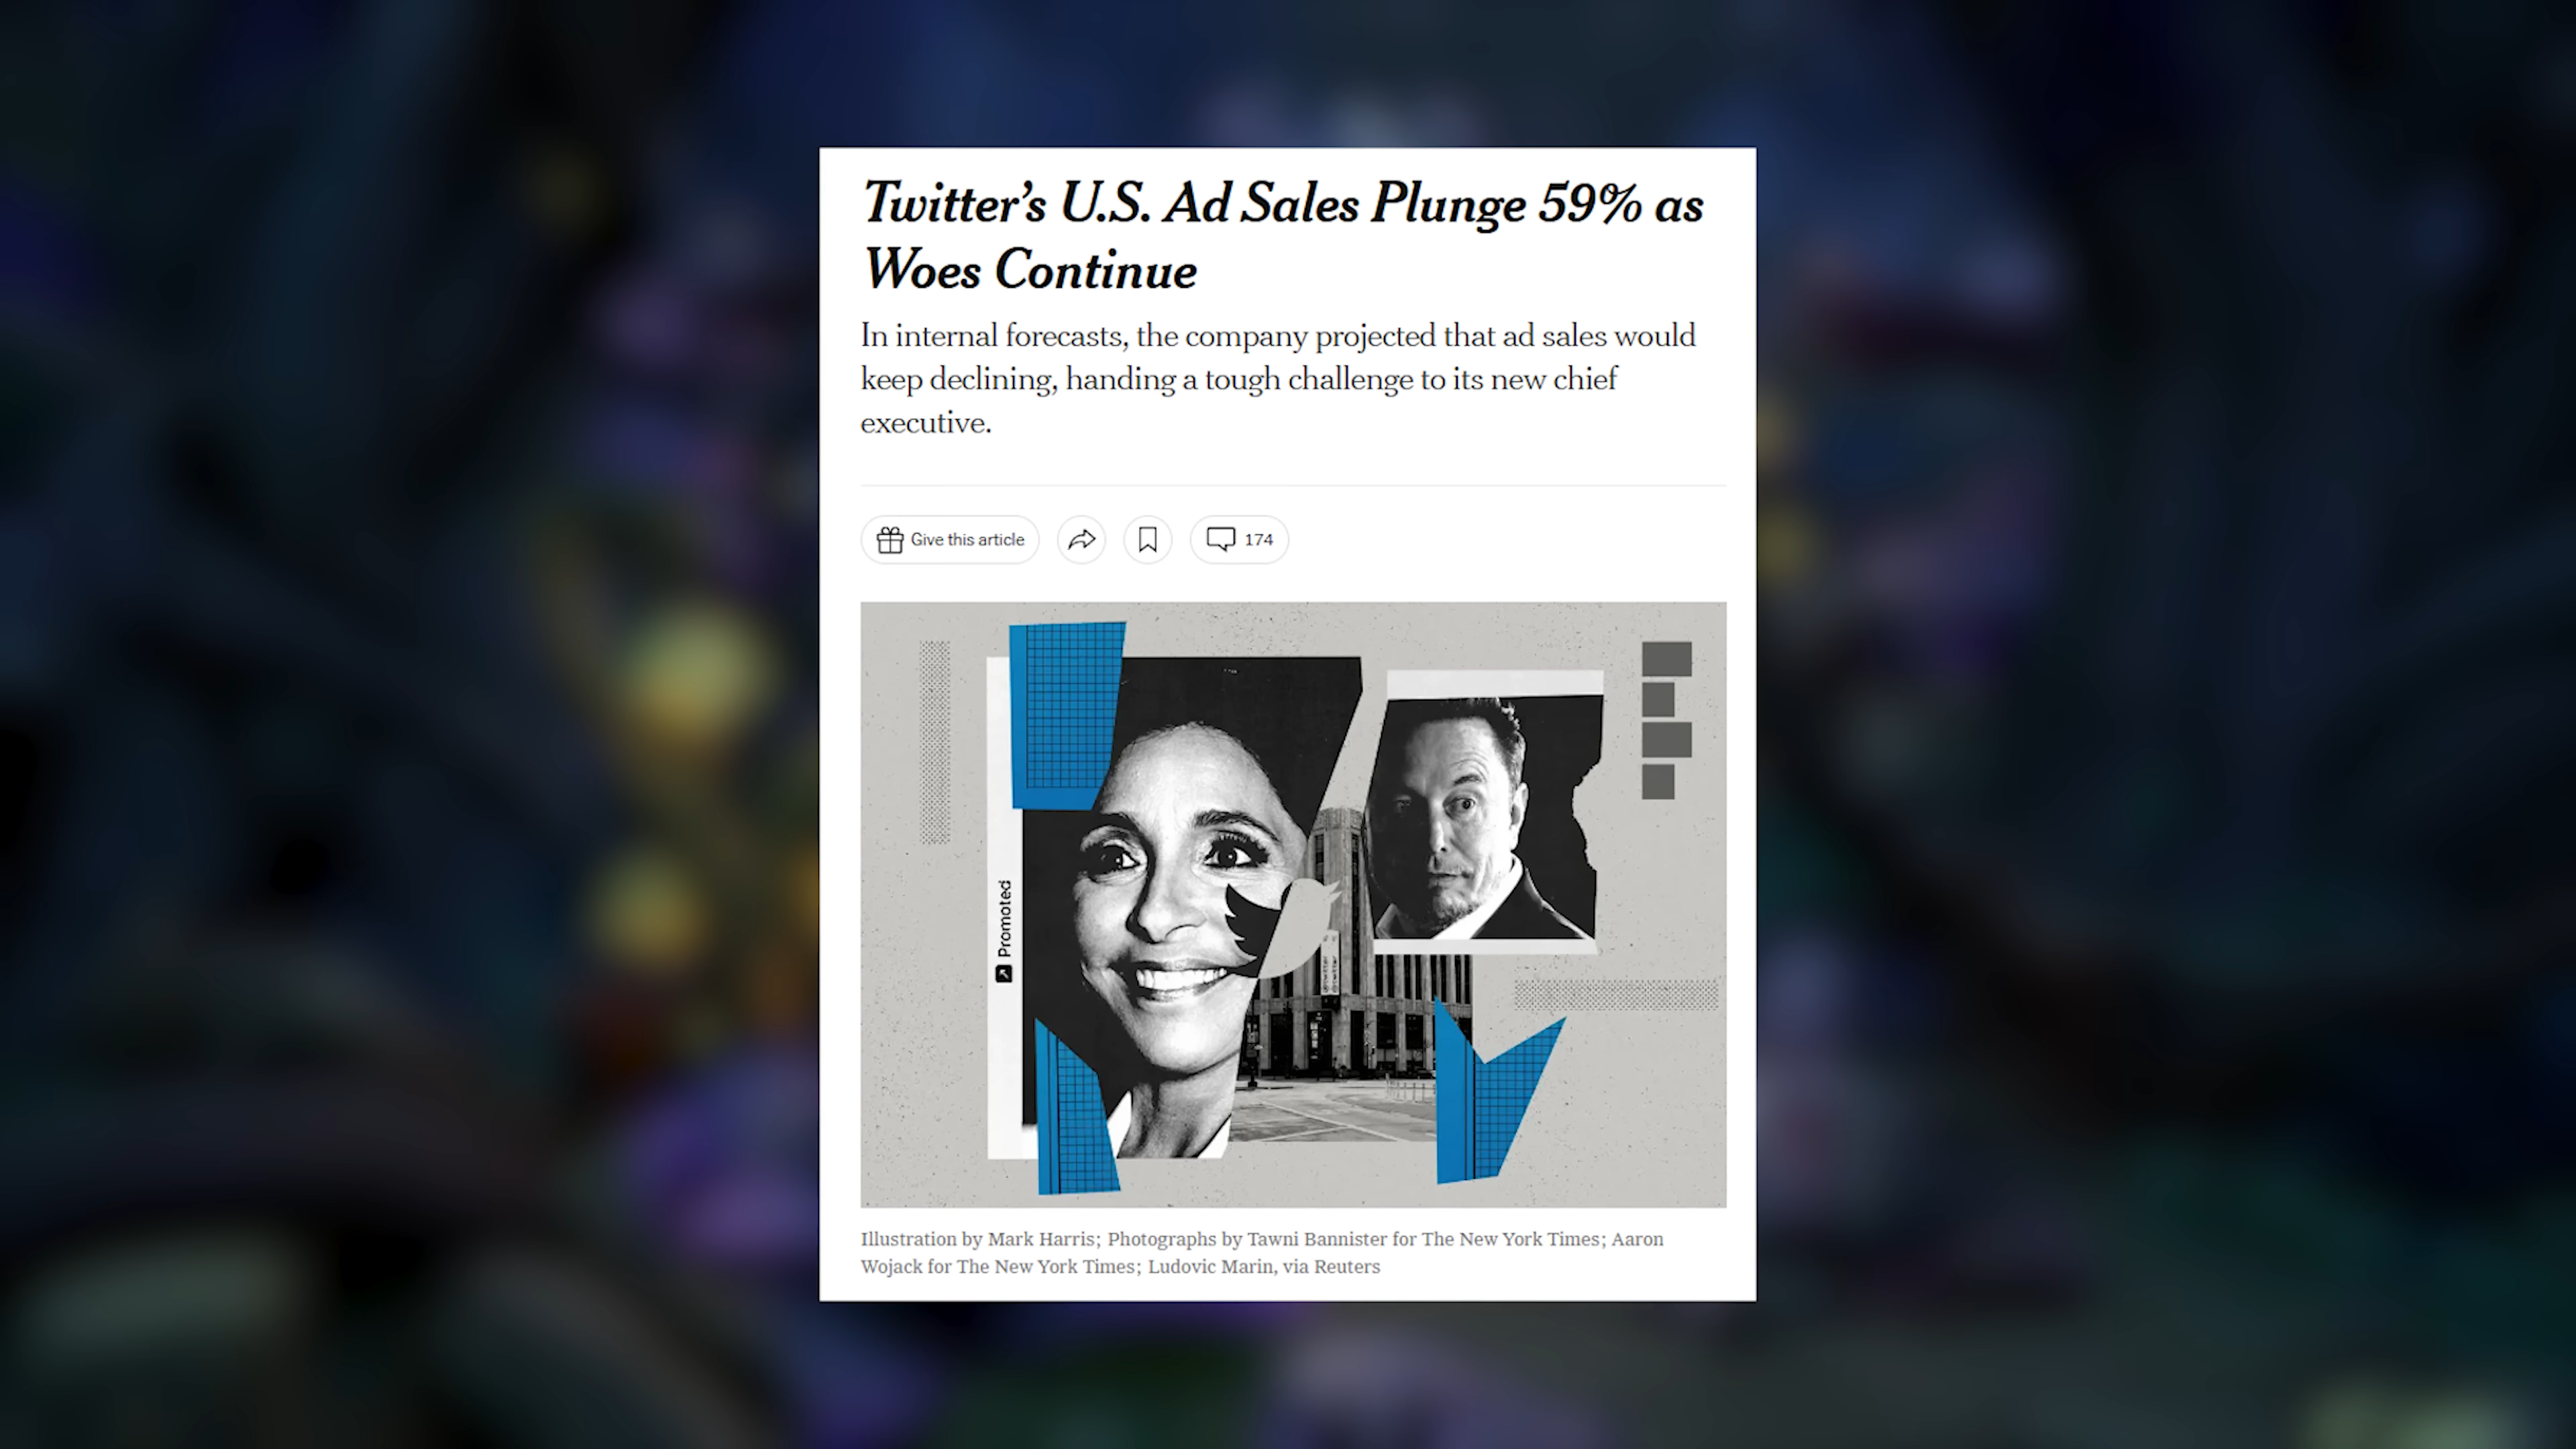 Twitter's U.S. Ad Sales Plunge 59% as
Woes Continue
In internal forecasts, the company projected that ad sales would
keep declining, handing a tough challenge to its new chief
executive.
Give this article
174
Promoted
Illustration by Mark Harris; Photographs by Tawni Bannister for The New York Times; Aaron
Wojack for The New York Times; Ludovic Marin, via Reuters